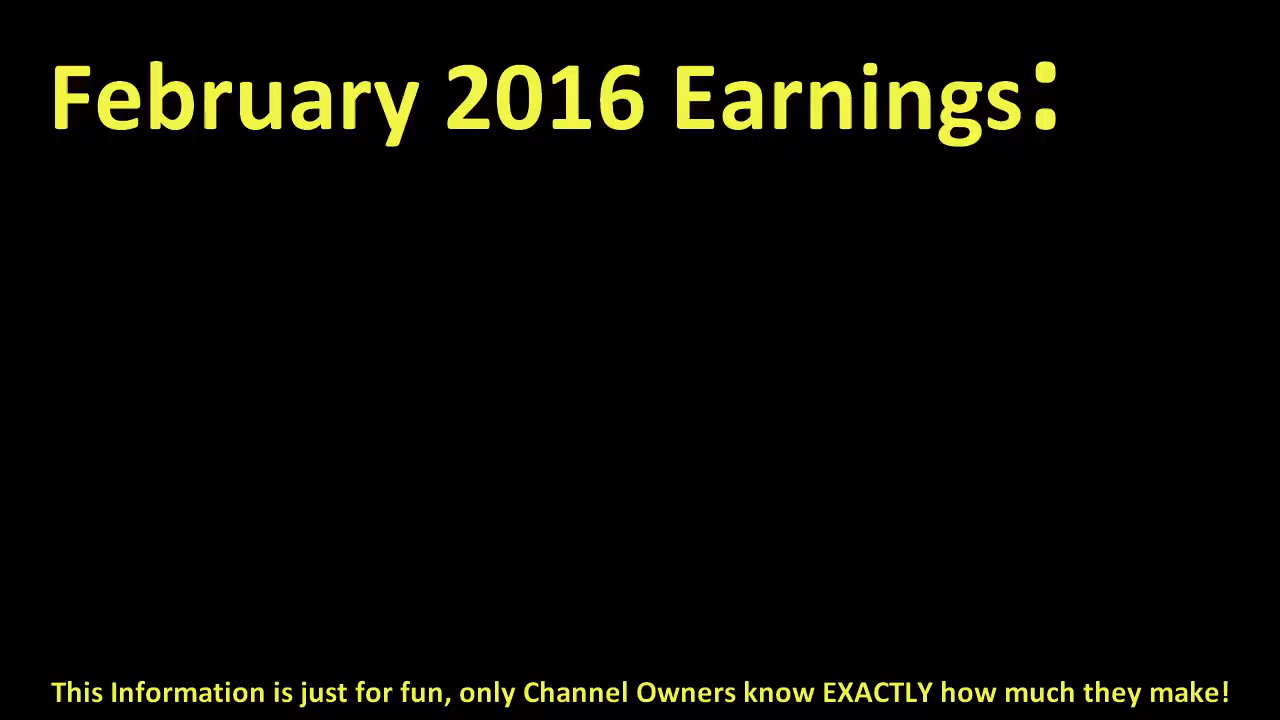 February 2016 Earnings:
This Information is just for fun, only Channel Owners know EXACTLY how much they make!